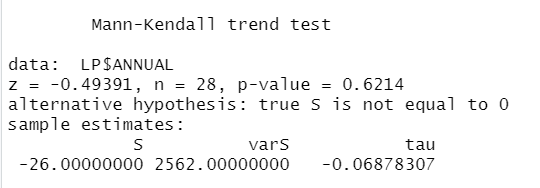 Mann-Kendall trend test
data:  LP$ANNUAL
z = -0.49391, n = 28, p-value = 0.6214
alternative hypothesis: true S is not equal to 0
sample estimates:
S varS tau
-26.00000000 2562.00000000 -0.06878307